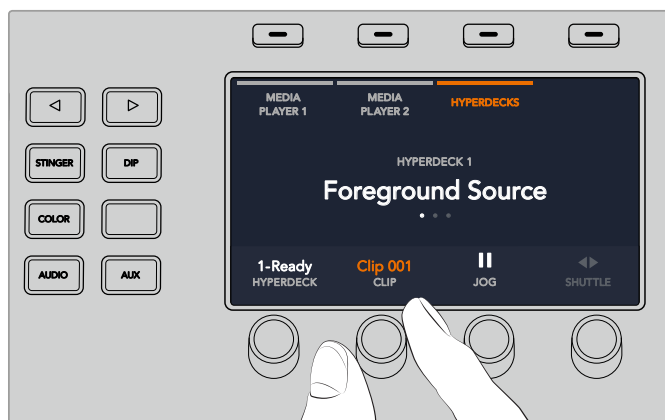 MEDIA
PLAYER 1
MEDIA
PLAYER 2
HYPERDECKS
STINGER
DIP
HYPERDECK 1
Foreground Source
COLOR
1-Ready
HYPERDECK
Clip 001
CLIP
JOG
SHUTTLE
AUDIO
AUX